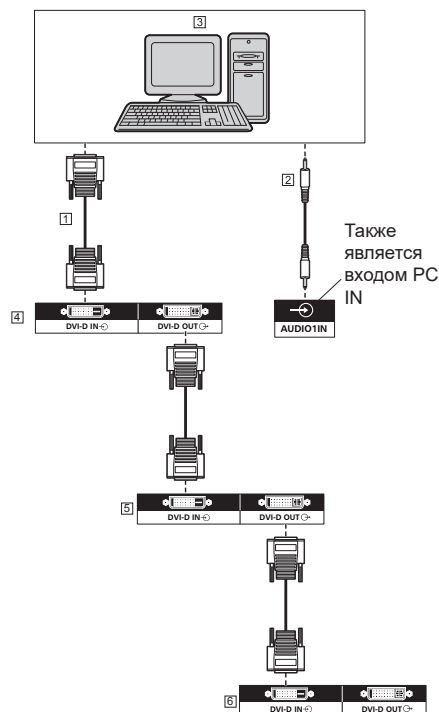 3
2
1
Также
является
входом PC
IN
4
DVI-D IN
DVI-D OUT
AUDIO1IN
5
DVI-D IN
DVI-D OUT
6
DVI-D IN
DVI-D OUT